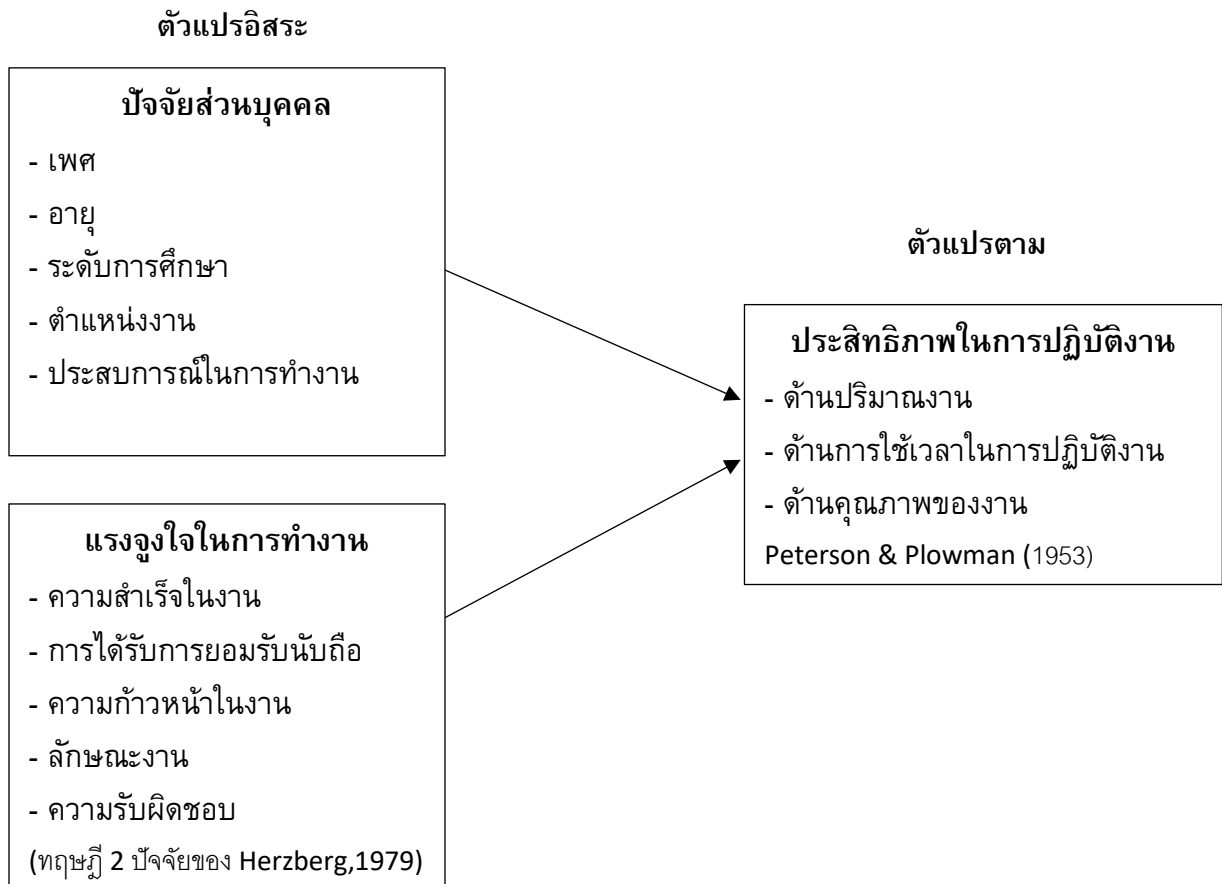 ตัวแปรอิสระ
ปัจจัยส่วนบุคคล
- เพศ
- อายุ
- ระดับการศึกษา
- ตำแหน่งงาน
- ประสบการณ์ในการทำงาน
แรงจูงใจในการทำงาน
- ความสำเร็จในงาน
- การได้รับการยอมรับนับถือ
- ความก้าวหน้าในงาน
- ลักษณะงาน
- ความรับผิดชอบ
(ทฤษฎี 2 ปัจจัยของ Herzberg,1979)
ตัวแปรตาม
ประสิทธิภาพในการปฏิบัติงาน
- ด้านปริมาณงาน
- ด้านการใช้เวลาในการปฏิบัติงาน
- ด้านคุณภาพของงาน
Peterson & Plowman (1953)